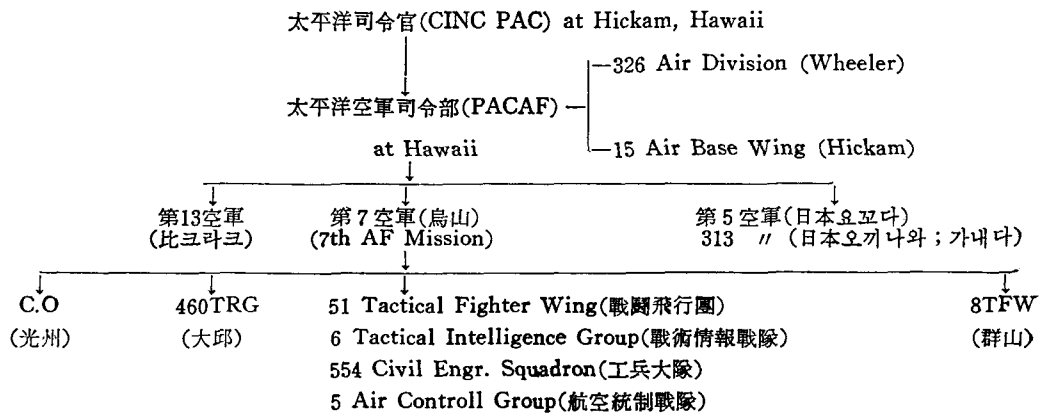 太平洋司令官(CINC PAC) at Hickam, Hawaii
326 Air Division (Wheeler)
太平洋空軍司令部(PACAF)
at Hawaii
15 Air Base Wing (Hickam)
第13空軍
(比크라크)
第7空軍(烏山)
(7th AF Mission)
第5空軍(日本요꼬다)
313 〃 (日本오끼나와 ; 가내다)
C.O
(光州)
460TRG
(大邱)
51 Tactical Fighter Wing(戰鬪飛行團)
6 Tactical Intelligence Group(戰術情報戰隊)
554 Civil Engr. Squadron(工兵大隊)
5 Air Controll Group(航空統制戰隊)
8TFW
(群山)